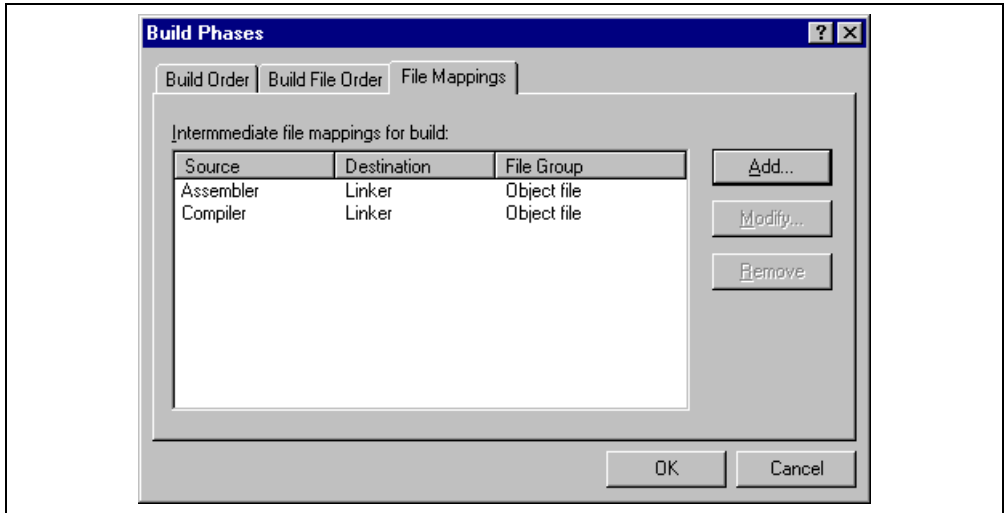 Build Phases
Build Order Build File Order File Mappings
Intermmediate file mappings for build:
Source Destination File Group
Assembler Linker Object file
Compiler Linker Object file
Add...
Modify...
Remove
OK Cancel